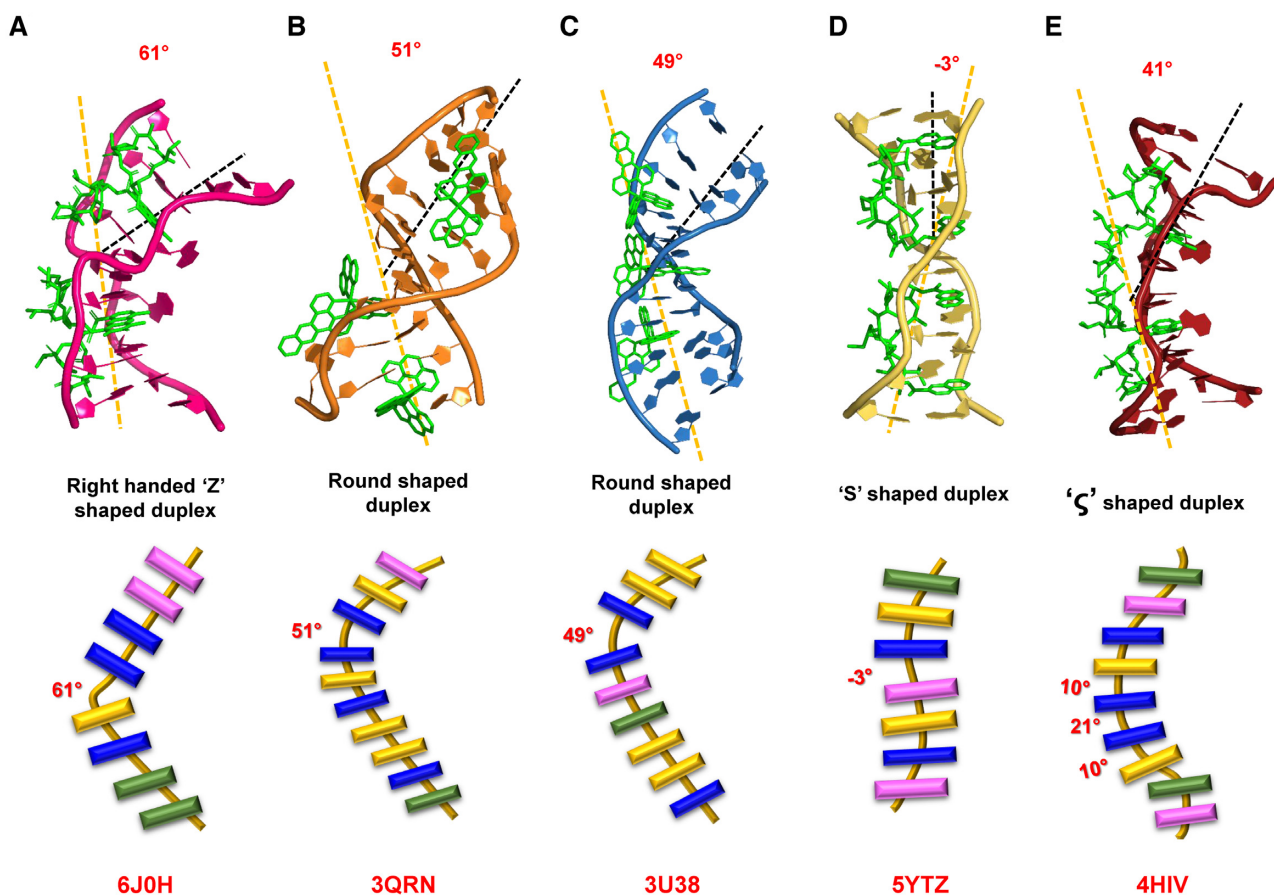 A
B
C
D
E
61°
51°
49°
-3°
41°
Right handed ‘Z’
shaped duplex
Round shaped
duplex
Round shaped
duplex
‘S’ shaped duplex
‘ς’ shaped duplex
61°
51°
49°
-3°
10°
21°
10°
6J0H
3QRN
3U38
5YTZ
4HIV